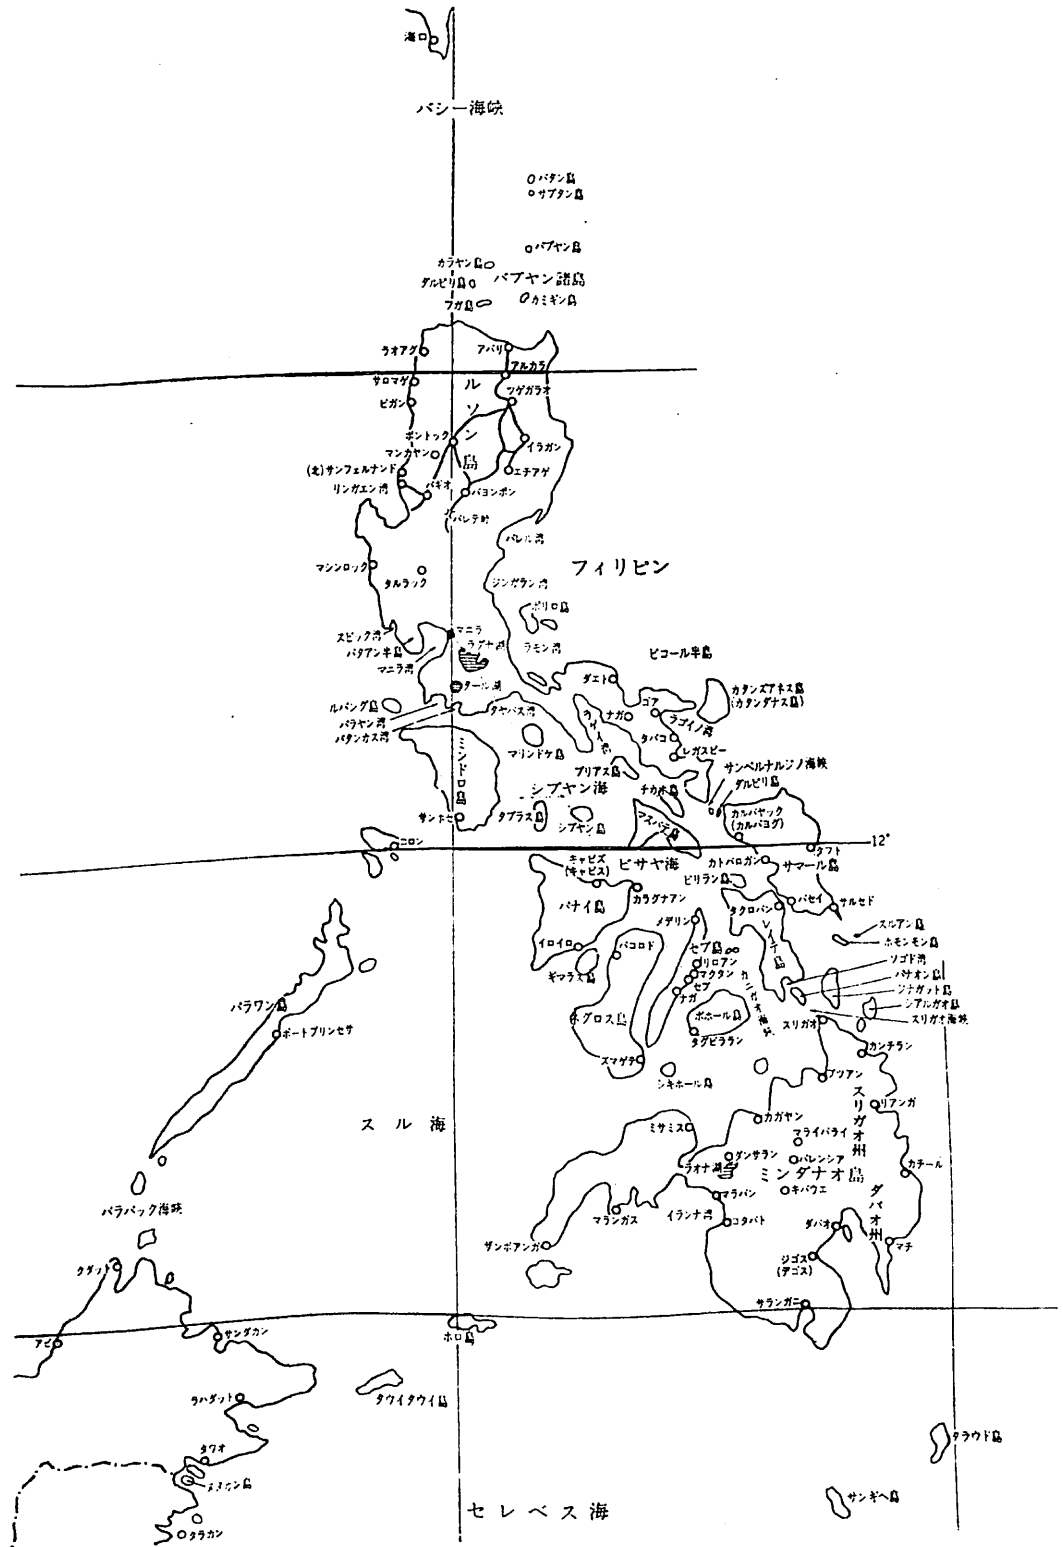 海口
バシー海峡
バタン島
サブタン島
バブヤン島
カラヤン島
バブヤン諸島
ダルピリ島
カミギン島
フガ島
ラオアグ
アパリ
アルカラ
サロマゲ
ルソン島
ツゲガラオ
ビガン
ボントック
イラガン
マンカヤン
(北)サンフェルナンド
エチアゲ
リンガエン湾
バギオ
バヨンボン
バレテ峠
バレル湾
フィリピン
マシンロック
タルラック
ジンガラン湾
ポリロ島
スビック湾
マニラ
バタアン半島
ラグナ湖
ラモン湾
マニラ湾
ビコール半島
タール湖
ダエト
カタンズアネス島
(カタンダナス島)
ルバング島
バラヤン湾
バタンガス湾
タヤバス湾
ナガ
ゴア
ラゴイノ湾
タバコ
ミンドロ島
マリンドケ島
レガスピー
ブリアス島
サンベルナルジノ海峡
ダルピリ島
シブヤン海
チカオ島
サンホセ
タブラス島
シブヤン島
マスバテ島
カルバヤック
(カルバヨグ)
コロン
12°
タフト
キャピズ
(キャピス)
ビサヤ海
カトバロガン
サマール島
カラグナアン
ビリラン島
パナイ島
メデリン
タクロバン
バセイ
サルセド
レイテ島
スルアン島
ホモンモン島
イロイロ
バコロド
セブ島
リロアン
マクタン
セブ
ナガ
ソゴド湾
パナオン島
ジナガット島
シアルガオ島
スリガオ海峡
ギマラス島
パラワン島
ネグロス島
ボホール島
スリガオ
ポートプリンセサ
タグビララン
カンチラン
ズマゲテ
シキホール島
ブツアン
スリガオ州
リアンガ
スル海
カガヤン
ミサミス
マライバライ
ダンサラン
バレンシア
ラオナ湖
ミンダナオ島
カテール
マラバン
キバウエ
ダバオ州
バラバック海峡
マランガス
イランナ湾
コタバト
ダバオ
ザンボアンガ
マチ
クダット
ジゴス
(デゴス)
サランガニ
アピ
サンダカン
ホロ島
ラハダット
タウイタウイ島
タラウド島
タワオ
サンギヘ島
セレベス海
タラカン